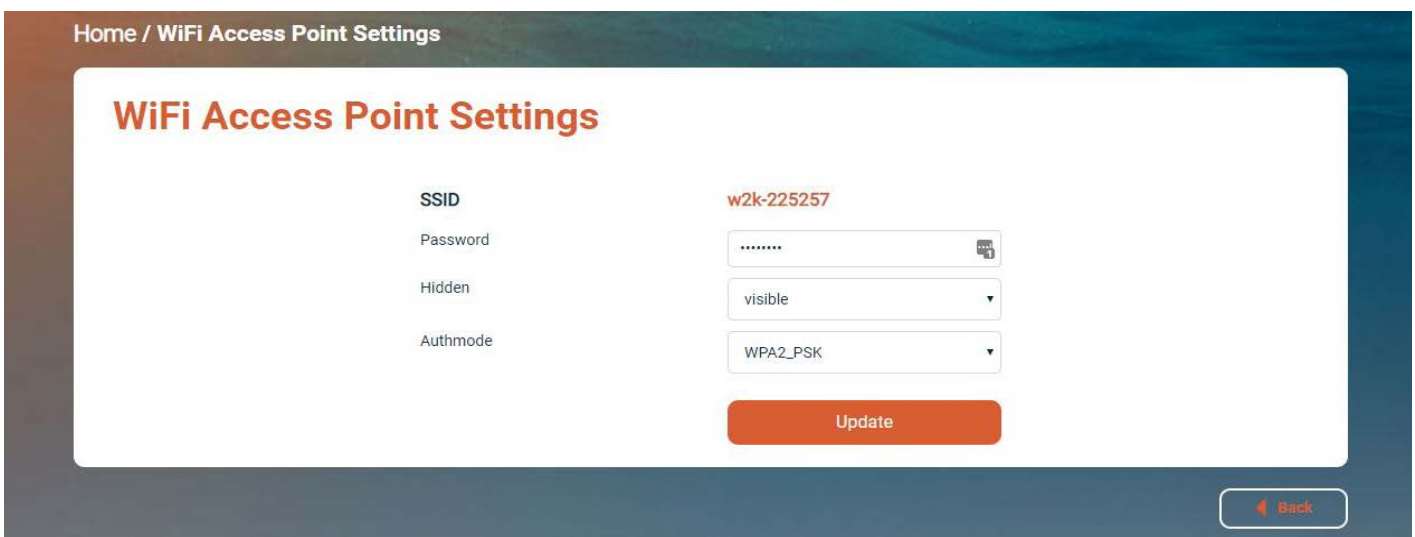 Home / WiFi Access Point Settings
WiFi Access Point Settings
SSID w2k-225257
Password ········
1
Hidden visible
Authmode WPA2_PSK
Update
Back